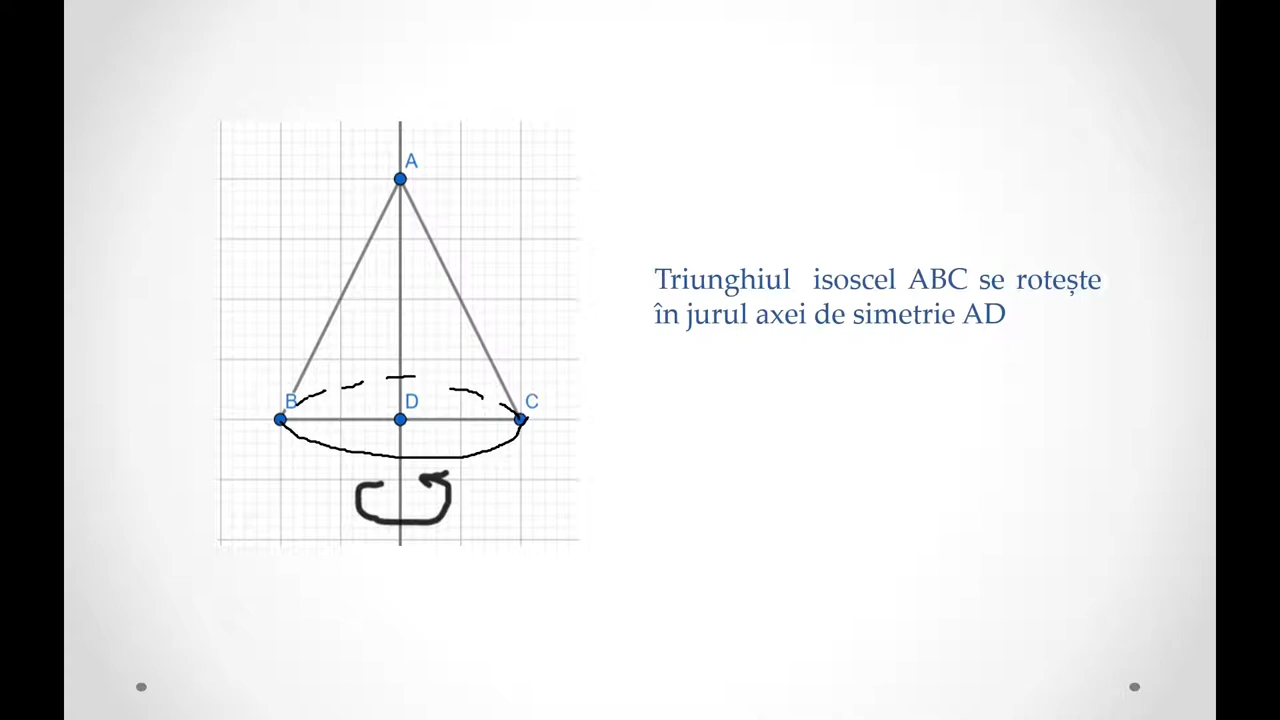 A
B
D
C
Triunghiul isoscel ABC se rotește
în jurul axei de simetrie AD